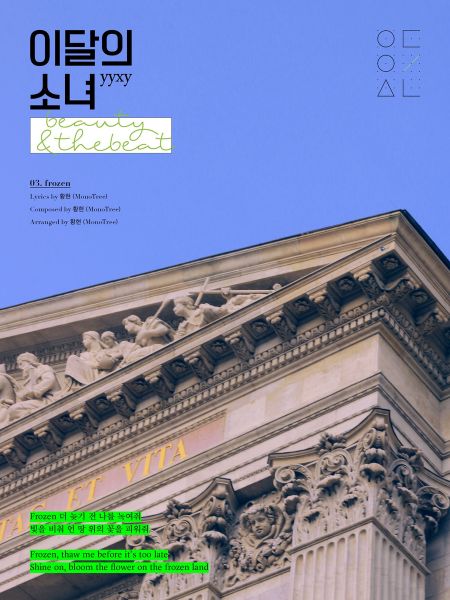 이달의
소녀 yyxy
beauty
&thebeat
03. frozen
Lyrics by 황현 (MonoTree)
Composed by 황현 (MonoTree)
Arranged by 황현 (MonoTree)
ET VITA
Frozen 더 늦기 전 나를 녹여줘
빛을 비춰 언 땅 위의 꽃을 피워줘
Frozen, thaw me before it's too late
Shine on, bloom the flower on the frozen land